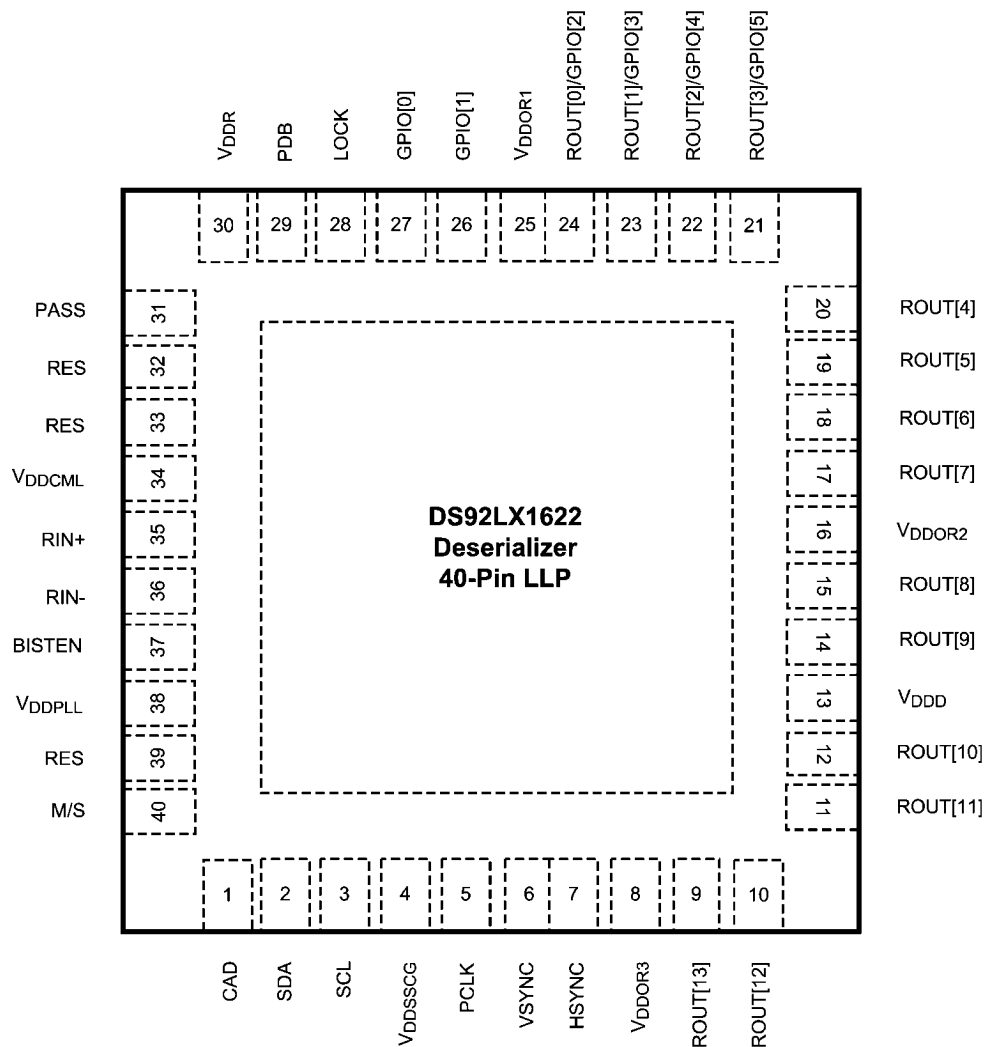 VDDR
PDB
LOCK
GPIO[0]
GPIO[1]
VDDOR1
ROUT[0]/GPIO[2]
ROUT[1]/GPIO[3]
ROUT[2]/GPIO[4]
ROUT[3]/GPIO[5]
30 29 28 27 26 25 24 23 22 21
PASS 31
RES 32
RES 33
VDDCML 34
RIN+ 35
RIN- 36
BISTEN 37
VDDPLL 38
RES 39
M/S 40
DS92LX1622
Deserializer
40-Pin LLP
20 ROUT[4]
19 ROUT[5]
18 ROUT[6]
17 ROUT[7]
16 VDDOR2
15 ROUT[8]
14 ROUT[9]
13 VDDD
12 ROUT[10]
11 ROUT[11]
1 2 3 4 5 6 7 8 9 10
CAD
SDA
SCL
VDDSSCG
PCLK
VSYNC
HSYNC
VDDOR3
ROUT[13]
ROUT[12]